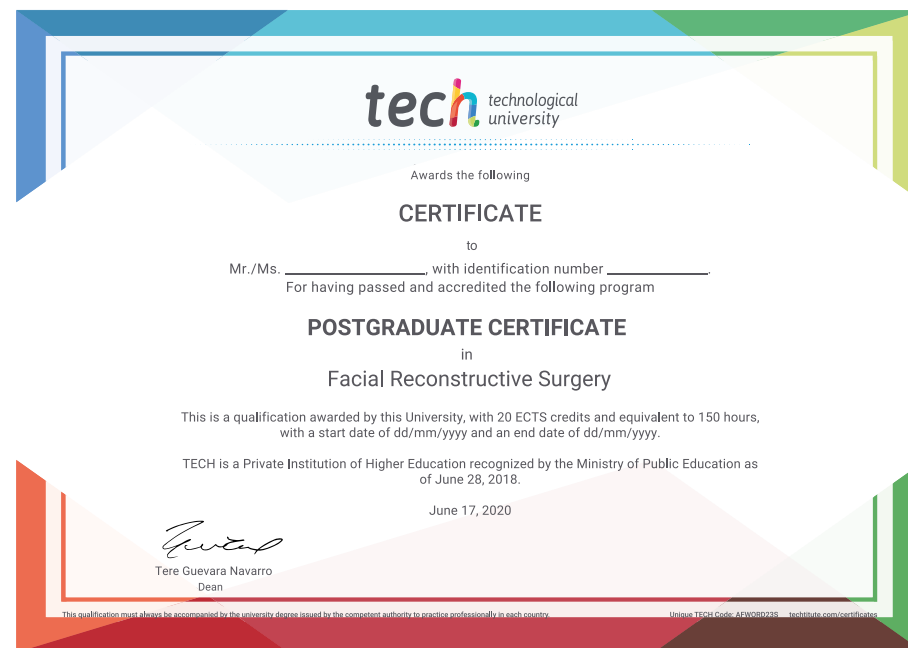 tech technological
university
Awards the following
CERTIFICATE
to
Mr./Ms. ____________________, with identification number ______________.
For having passed and accredited the following program
POSTGRADUATE CERTIFICATE
in
Facial Reconstructive Surgery
This is a qualification awarded by this University, with 20 ECTS credits and equivalent to 150 hours,
with a start date of dd/mm/yyyy and an end date of dd/mm/yyyy.
TECH is a Private Institution of Higher Education recognized by the Ministry of Public Education as
of June 28, 2018.
June 17, 2020
Tere Guevara Navarro
Dean
This qualification must always be accompanied by the university degree issued by the competent authority to practice professionally in each country. Unique TECH Code: AFWORD23S techtitute.com/certificates